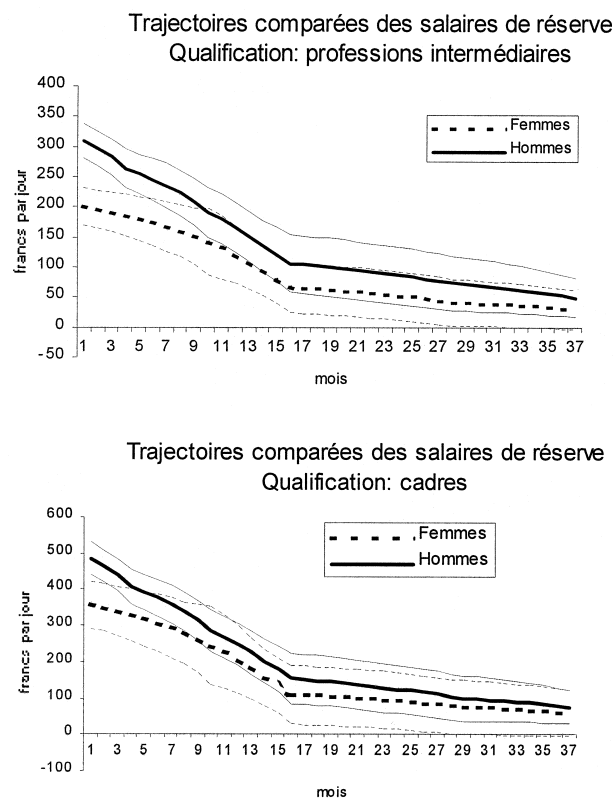 Trajectoires comparées des salaires de réserve
Qualification: professions intermédiaires
400
350
300
250
200
150
100
50
0
-50
francs par jour
Femmes
Hommes
1 3 5 7 9 11 13 15 17 19 21 23 25 27 29 31 33 35 37
mois
Trajectoires comparées des salaires de réserve
Qualification: cadres
600
500
400
300
200
100
0
-100
francs par jour
Femmes
Hommes
1 3 5 7 9 11 13 15 17 19 21 23 25 27 29 31 33 35 37
mois